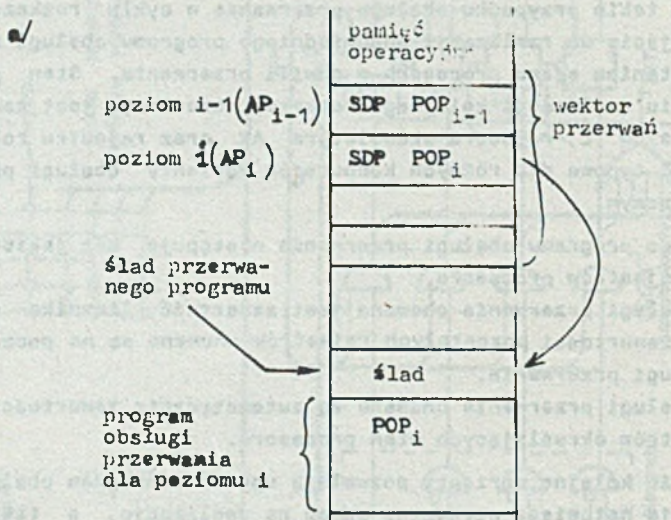 a/
pamięć
poziom i-1(AP_{i-1}) SDP POP_{i-1}
wektor
przerwań
poziom i(AP_i) SDP POP_i
ślad przerwa-
nego programu
ślad
program
obsługi
przerwania
dla poziomu i
POP_i